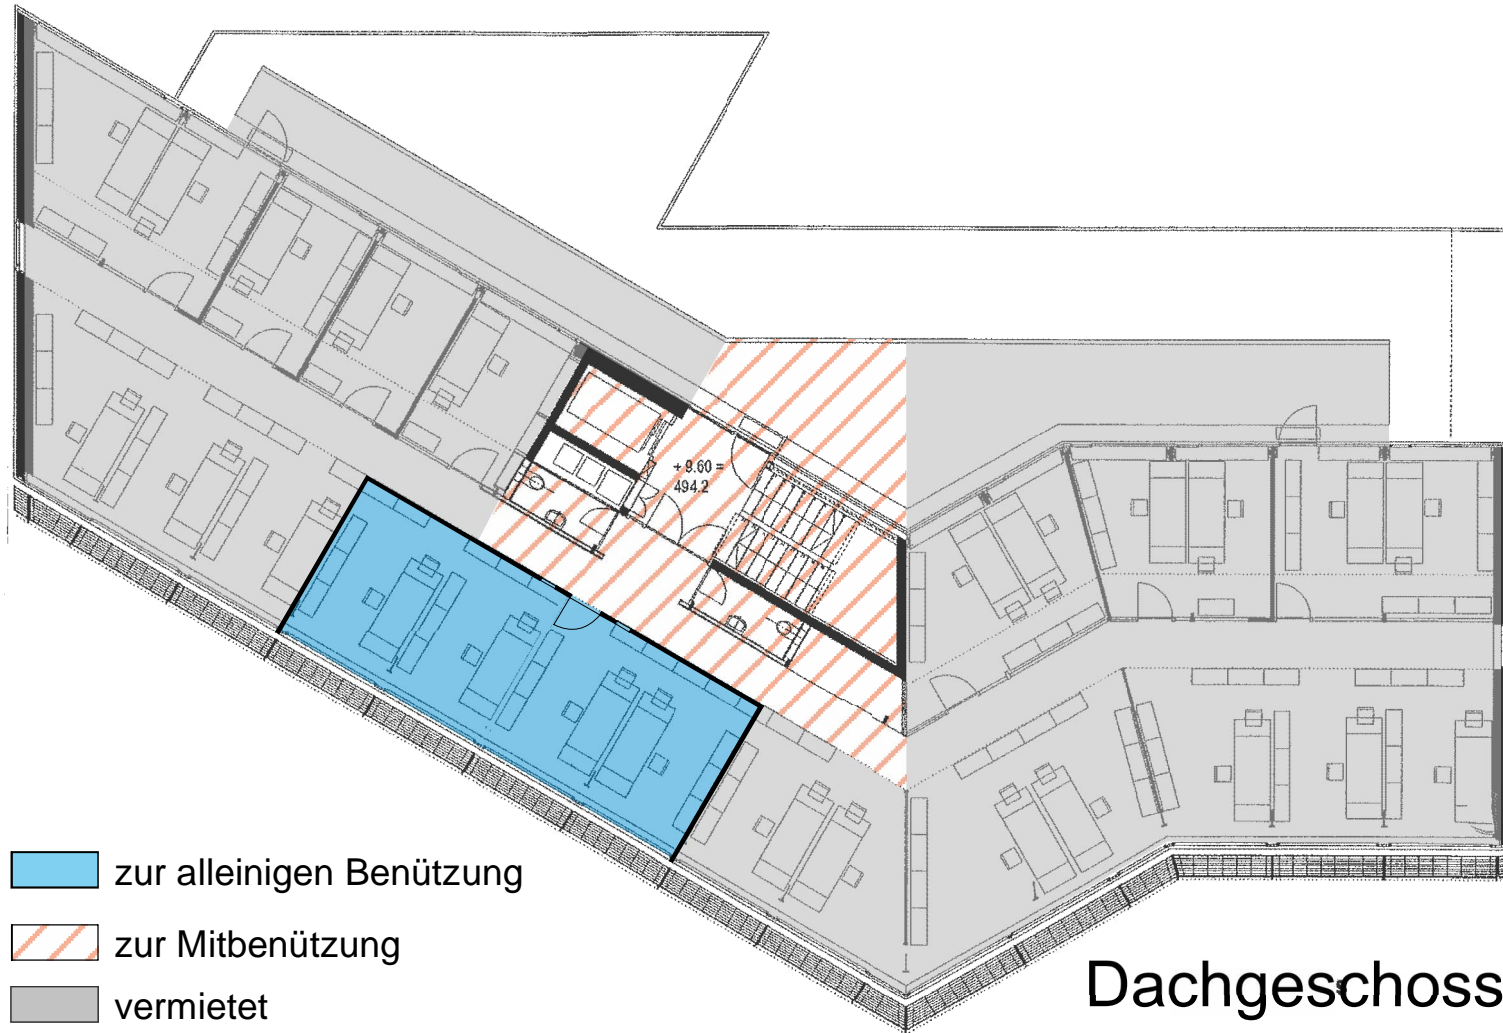 + 9.60 =
494.2
zur alleinigen Benützung
zur Mitbenützung
vermietet
Dachgeschoss